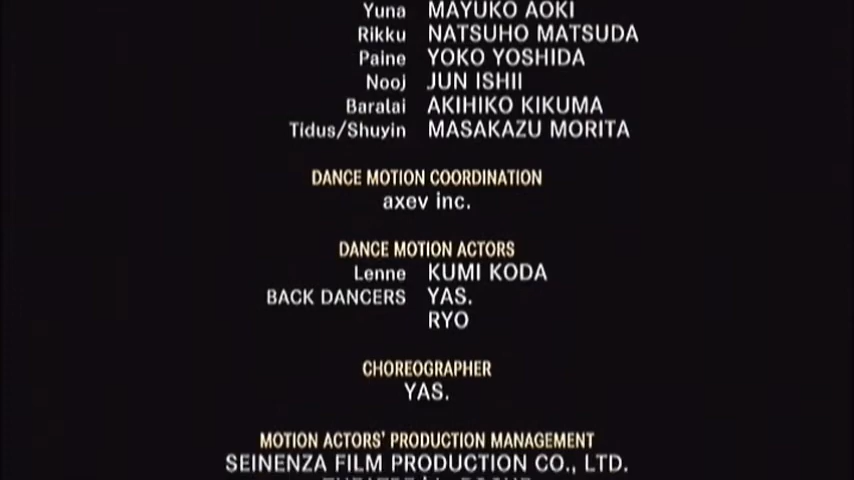 Yuna MAYUKO AOKI
Rikku NATSUHO MATSUDA
Paine YOKO YOSHIDA
Nooj JUN ISHII
Baralai AKIHIKO KIKUMA
Tidus/Shuyin MASAKAZU MORITA
DANCE MOTION COORDINATION
axev inc.
DANCE MOTION ACTORS
Lenne KUMI KODA
BACK DANCERS YAS.
RYO
CHOREOGRAPHER
YAS.
MOTION ACTORS' PRODUCTION MANAGEMENT
SEINENZA FILM PRODUCTION CO., LTD.